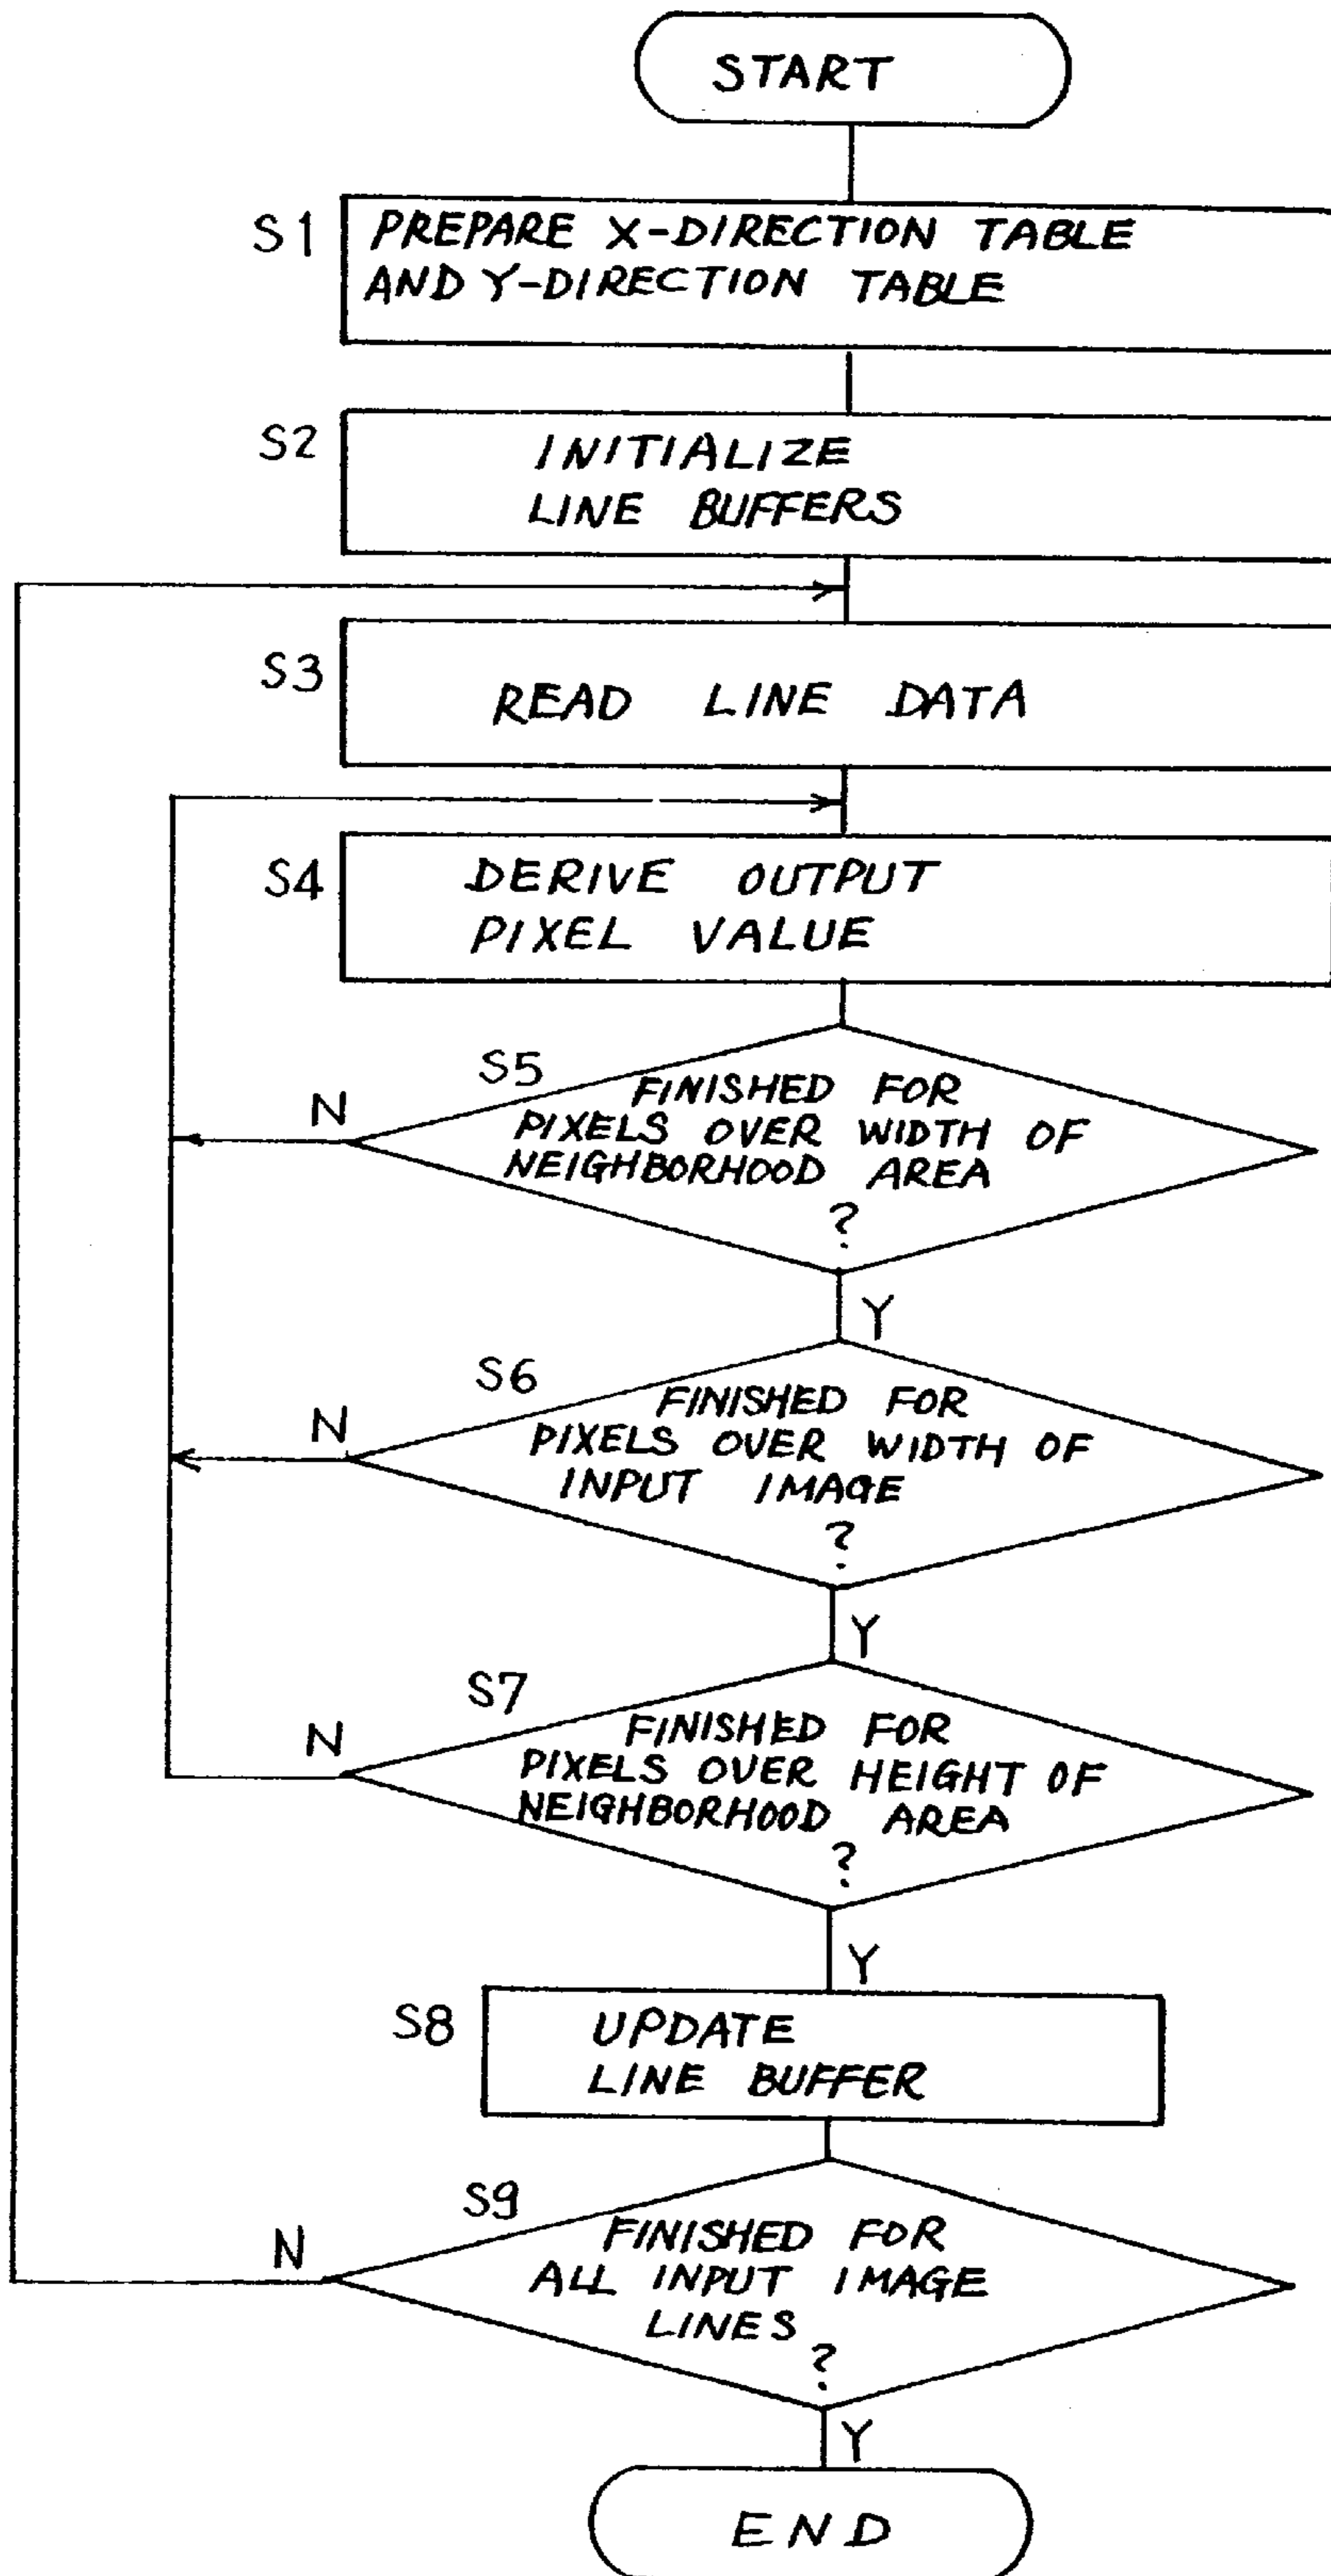 START
S1
PREPARE X-DIRECTION TABLE
AND Y-DIRECTION TABLE
S2
INITIALIZE
LINE BUFFERS
S3
READ LINE DATA
S4
DERIVE OUTPUT
PIXEL VALUE
S5
FINISHED FOR
PIXELS OVER WIDTH OF
NEIGHBORHOOD AREA
?
N
Y
S6
FINISHED FOR
PIXELS OVER WIDTH OF
INPUT IMAGE
?
N
Y
S7
FINISHED FOR
PIXELS OVER HEIGHT OF
NEIGHBORHOOD AREA
?
N
Y
S8
UPDATE
LINE BUFFER
S9
FINISHED FOR
ALL INPUT IMAGE
LINES
?
N
Y
END